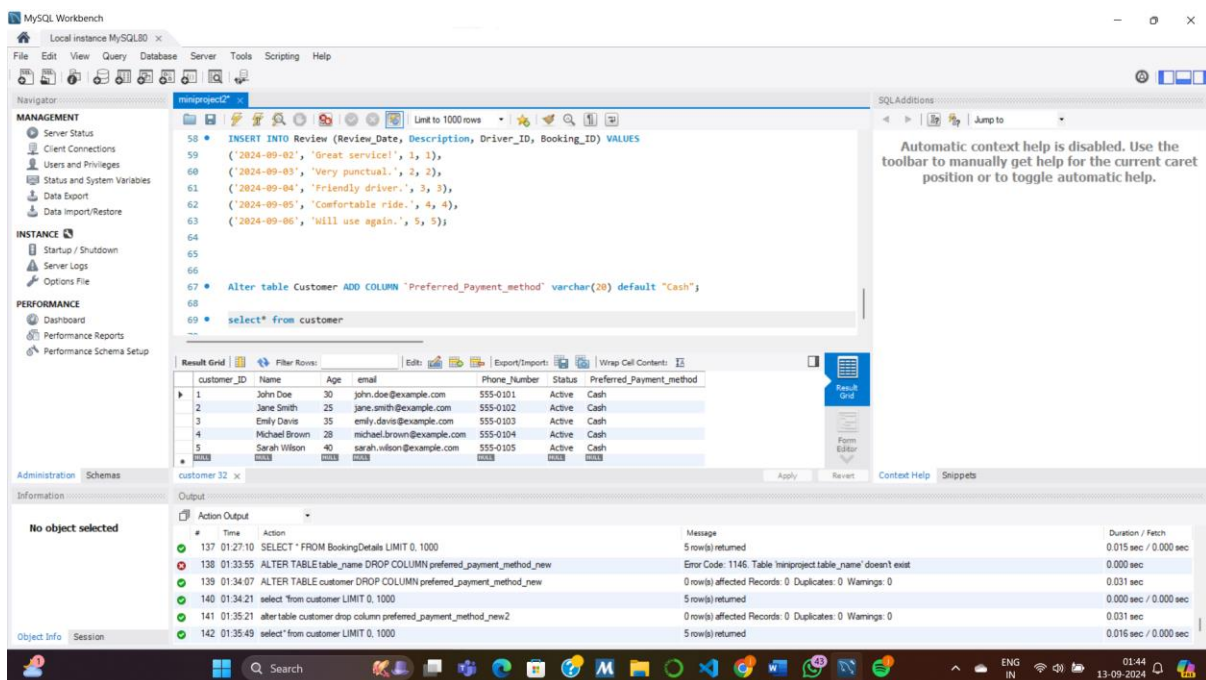 MySQL Workbench
Local instance MySQL80 ×
File Edit View Query Database Server Tools Scripting Help
Navigator
MANAGEMENT
Server Status
Client Connections
Users and Privileges
Status and System Variables
Data Export
Data Import/Restore
INSTANCE
Startup / Shutdown
Server Logs
Options File
PERFORMANCE
Dashboard
Performance Reports
Performance Schema Setup
Administration Schemas
Information
No object selected
Object Info Session
miniproject2* ×
Limit to 1000 rows
58 INSERT INTO Review (Review_Date, Description, Driver_ID, Booking_ID) VALUES
59 ('2024-09-02', 'Great service!', 1, 1),
60 ('2024-09-03', 'Very punctual.', 2, 2),
61 ('2024-09-04', 'Friendly driver.', 3, 3),
62 ('2024-09-05', 'Comfortable ride.', 4, 4),
63 ('2024-09-06', 'Will use again.', 5, 5);
64
65
66
67 Alter table Customer ADD COLUMN `Preferred_Payment_method` varchar(20) default "Cash";
68
69 select* from customer
Result Grid Filter Rows: Edit: Export/Import: Wrap Cell Content:
customer_ID Name Age email Phone_Number Status Preferred_Payment_method
1 John Doe 30 john.doe@example.com 555-0101 Active Cash
2 Jane Smith 25 jane.smith@example.com 555-0102 Active Cash
3 Emily Davis 35 emily.davis@example.com 555-0103 Active Cash
4 Michael Brown 28 michael.brown@example.com 555-0104 Active Cash
5 Sarah Wilson 40 sarah.wilson@example.com 555-0105 Active Cash
NULL NULL NULL NULL NULL NULL NULL
Result Grid
Form Editor
customer 32 × Apply Revert
SQLAdditions
Jump to
Automatic context help is disabled. Use the
toolbar to manually get help for the current caret
position or to toggle automatic help.
Context Help Snippets
Output
Action Output
# Time Action Message Duration / Fetch
137 01:27:10 SELECT * FROM BookingDetails LIMIT 0, 1000 5 row(s) returned 0.015 sec / 0.000 sec
138 01:33:55 ALTER TABLE table_name DROP COLUMN preferred_payment_method_new Error Code: 1146. Table 'miniproject.table_name' doesn't exist 0.000 sec
139 01:34:07 ALTER TABLE customer DROP COLUMN preferred_payment_method_new 0 row(s) affected Records: 0 Duplicates: 0 Warnings: 0 0.031 sec
140 01:34:21 select *from customer LIMIT 0, 1000 5 row(s) returned 0.000 sec / 0.000 sec
141 01:35:21 alter table customer drop column preferred_payment_method_new2 0 row(s) affected Records: 0 Duplicates: 0 Warnings: 0 0.031 sec
142 01:35:49 select* from customer LIMIT 0, 1000 5 row(s) returned 0.016 sec / 0.000 sec
Search
43
ENG
IN
01:44
13-09-2024